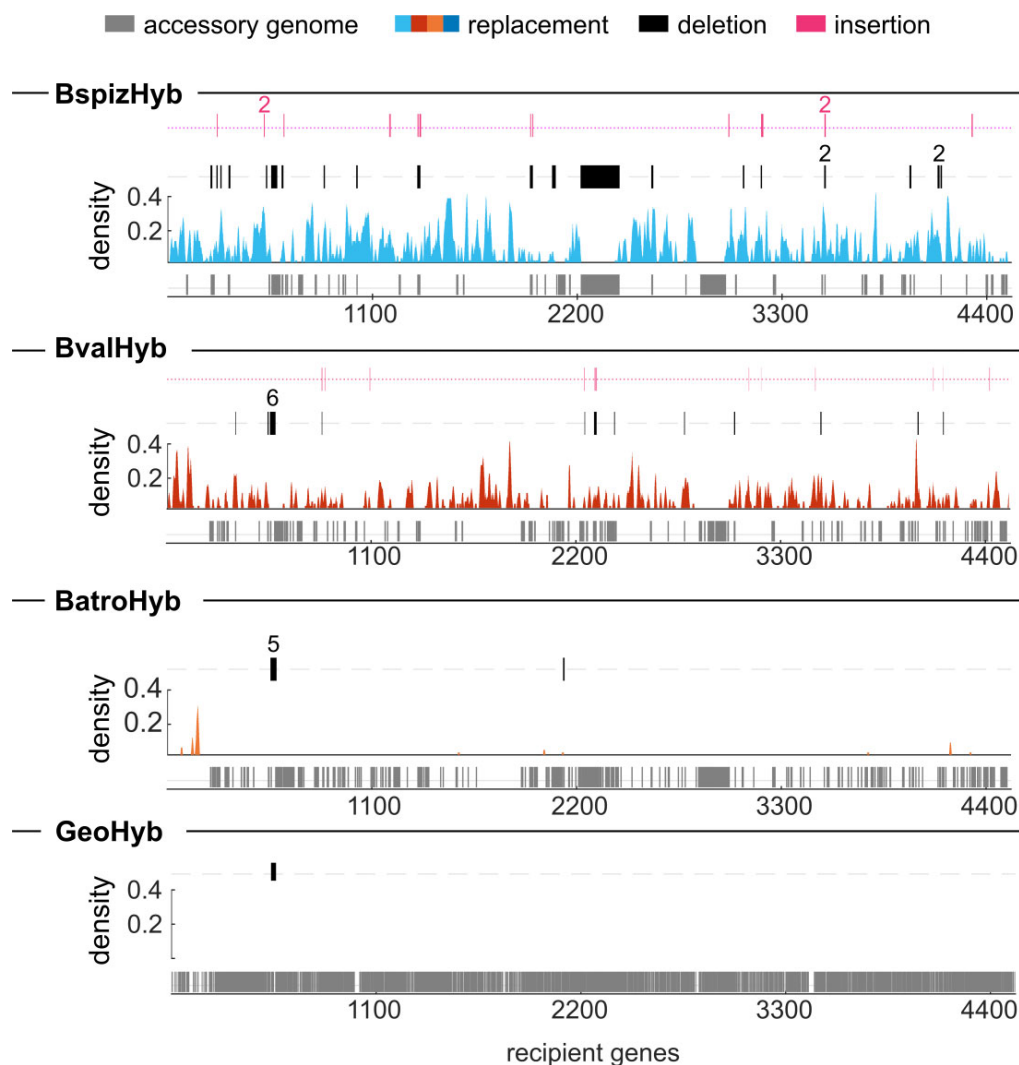 accessory genome replacement deletion insertion
BspizHyb
2 2
2 2
density 0.4 0.2
1100 2200 3300 4400
BvalHyb
6
density 0.4 0.2
1100 2200 3300 4400
BatroHyb
5
density 0.4 0.2
1100 2200 3300 4400
GeoHyb
density 0.4 0.2
1100 2200 3300 4400
recipient genes